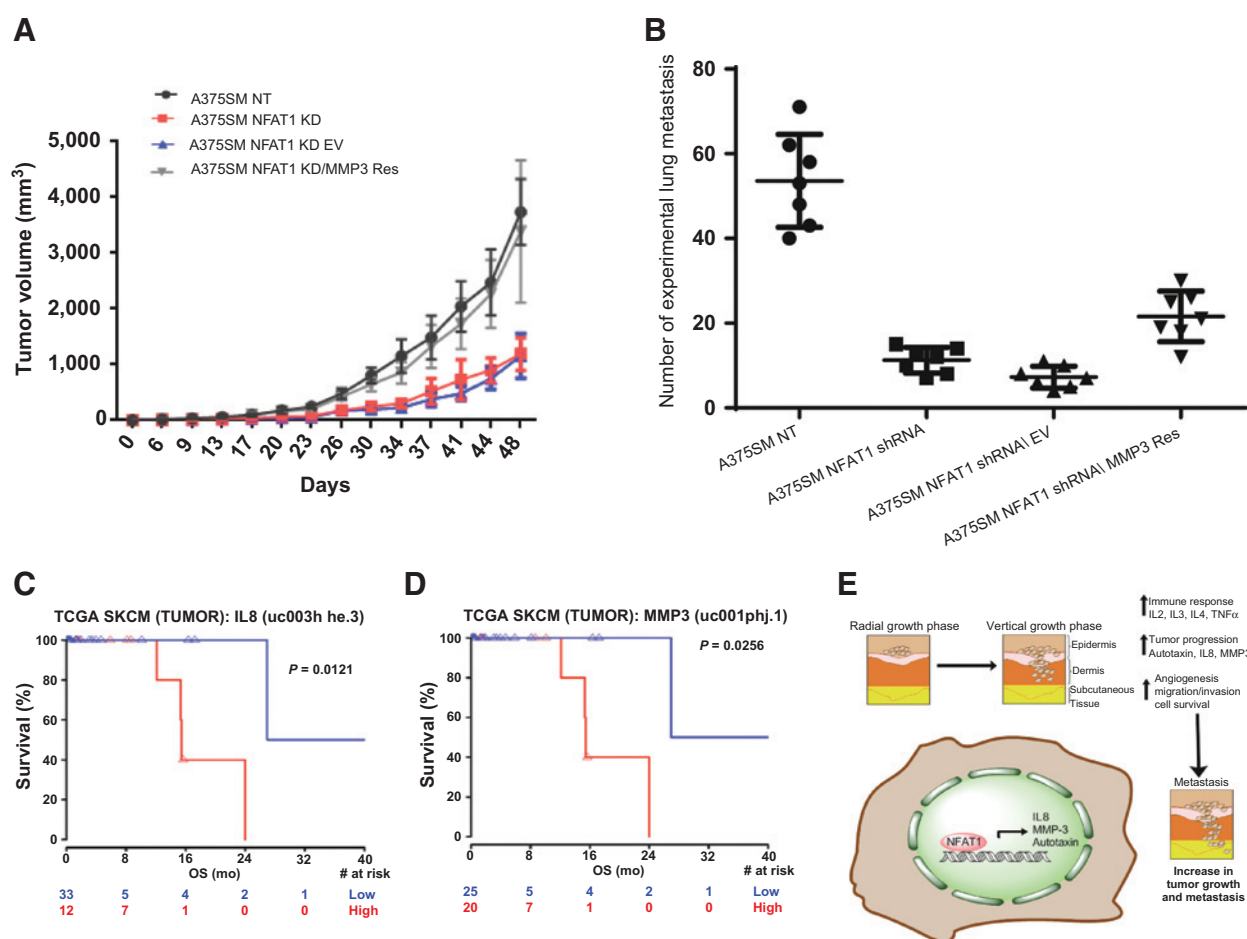 A
A375SM NT
A375SM NFAT1 KD
A375SM NFAT1 KD EV
A375SM NFAT1 KD/MMP3 Res
Tumor volume (mm3)
5,000
4,000
3,000
2,000
1,000
0
0 6 9 13 17 20 23 26 30 34 37 41 44 48
Days
B
Number of experimental lung metastasis
80
60
40
20
0
A375SM NT
A375SM NFAT1 shRNA
A375SM NFAT1 shRNA\ EV
A375SM NFAT1 shRNA\ MMP3 Res
C
TCGA SKCM (TUMOR): IL8 (uc003h he.3)
Survival (%)
100
80
60
40
20
0
P = 0.0121
0 8 16 24 32 40
OS (mo) # at risk
33 5 4 2 1 Low
12 7 1 0 0 High
D
TCGA SKCM (TUMOR): MMP3 (uc001phj.1)
Survival (%)
100
80
60
40
20
0
P = 0.0256
0 8 16 24 32 40
OS (mo) # at risk
25 5 4 2 1 Low
20 7 1 0 0 High
E
Radial growth phase
Vertical growth phase
Epidermis
Dermis
Subcutaneous
Tissue
Immune response
IL2, IL3, IL4, TNFα
Tumor progression
Autotaxin, IL8, MMP3
Angiogenesis
migration/invasion
cell survival
Metastasis
Increase in
tumor growth
and metastasis
NFAT1
IL8
MMP-3
Autotaxin